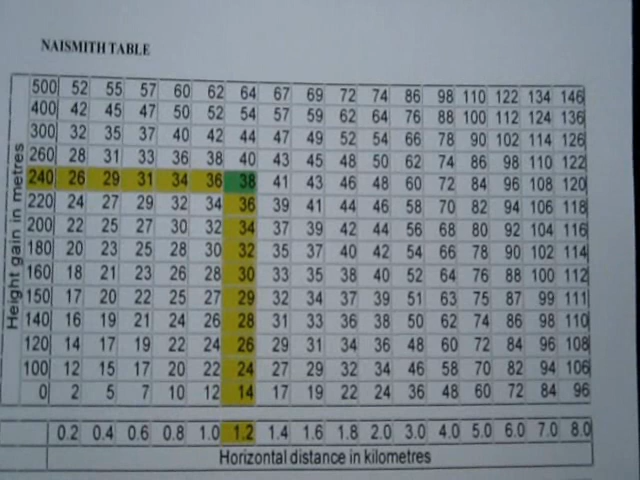 NAISMITH TABLE
Height gain in metres
500 52 55 57 60 62 64 67 69 72 74 86 98 110 122 134 146
400 42 45 47 50 52 54 57 59 62 64 76 88 100 112 124 136
300 32 35 37 40 42 44 47 49 52 54 66 78 90 102 114 126
260 28 31 33 36 38 40 43 45 48 50 62 74 86 98 110 122
240 26 29 31 34 36 38 41 43 46 48 60 72 84 96 108 120
220 24 27 29 32 34 36 39 41 44 46 58 70 82 94 106 118
200 22 25 27 30 32 34 37 39 42 44 56 68 80 92 104 116
180 20 23 25 28 30 32 35 37 40 42 54 66 78 90 102 114
160 18 21 23 26 28 30 33 35 38 40 52 64 76 88 100 112
150 17 20 22 25 27 29 32 34 37 39 51 63 75 87 99 111
140 16 19 21 24 26 28 31 33 36 38 50 62 74 86 98 110
120 14 17 19 22 24 26 29 31 34 36 48 60 72 84 96 108
100 12 15 17 20 22 24 27 29 32 34 46 58 70 82 94 106
0 2 5 7 10 12 14 17 19 22 24 36 48 60 72 84 96
0.2 0.4 0.6 0.8 1.0 1.2 1.4 1.6 1.8 2.0 3.0 4.0 5.0 6.0 7.0 8.0
Horizontal distance in kilometres